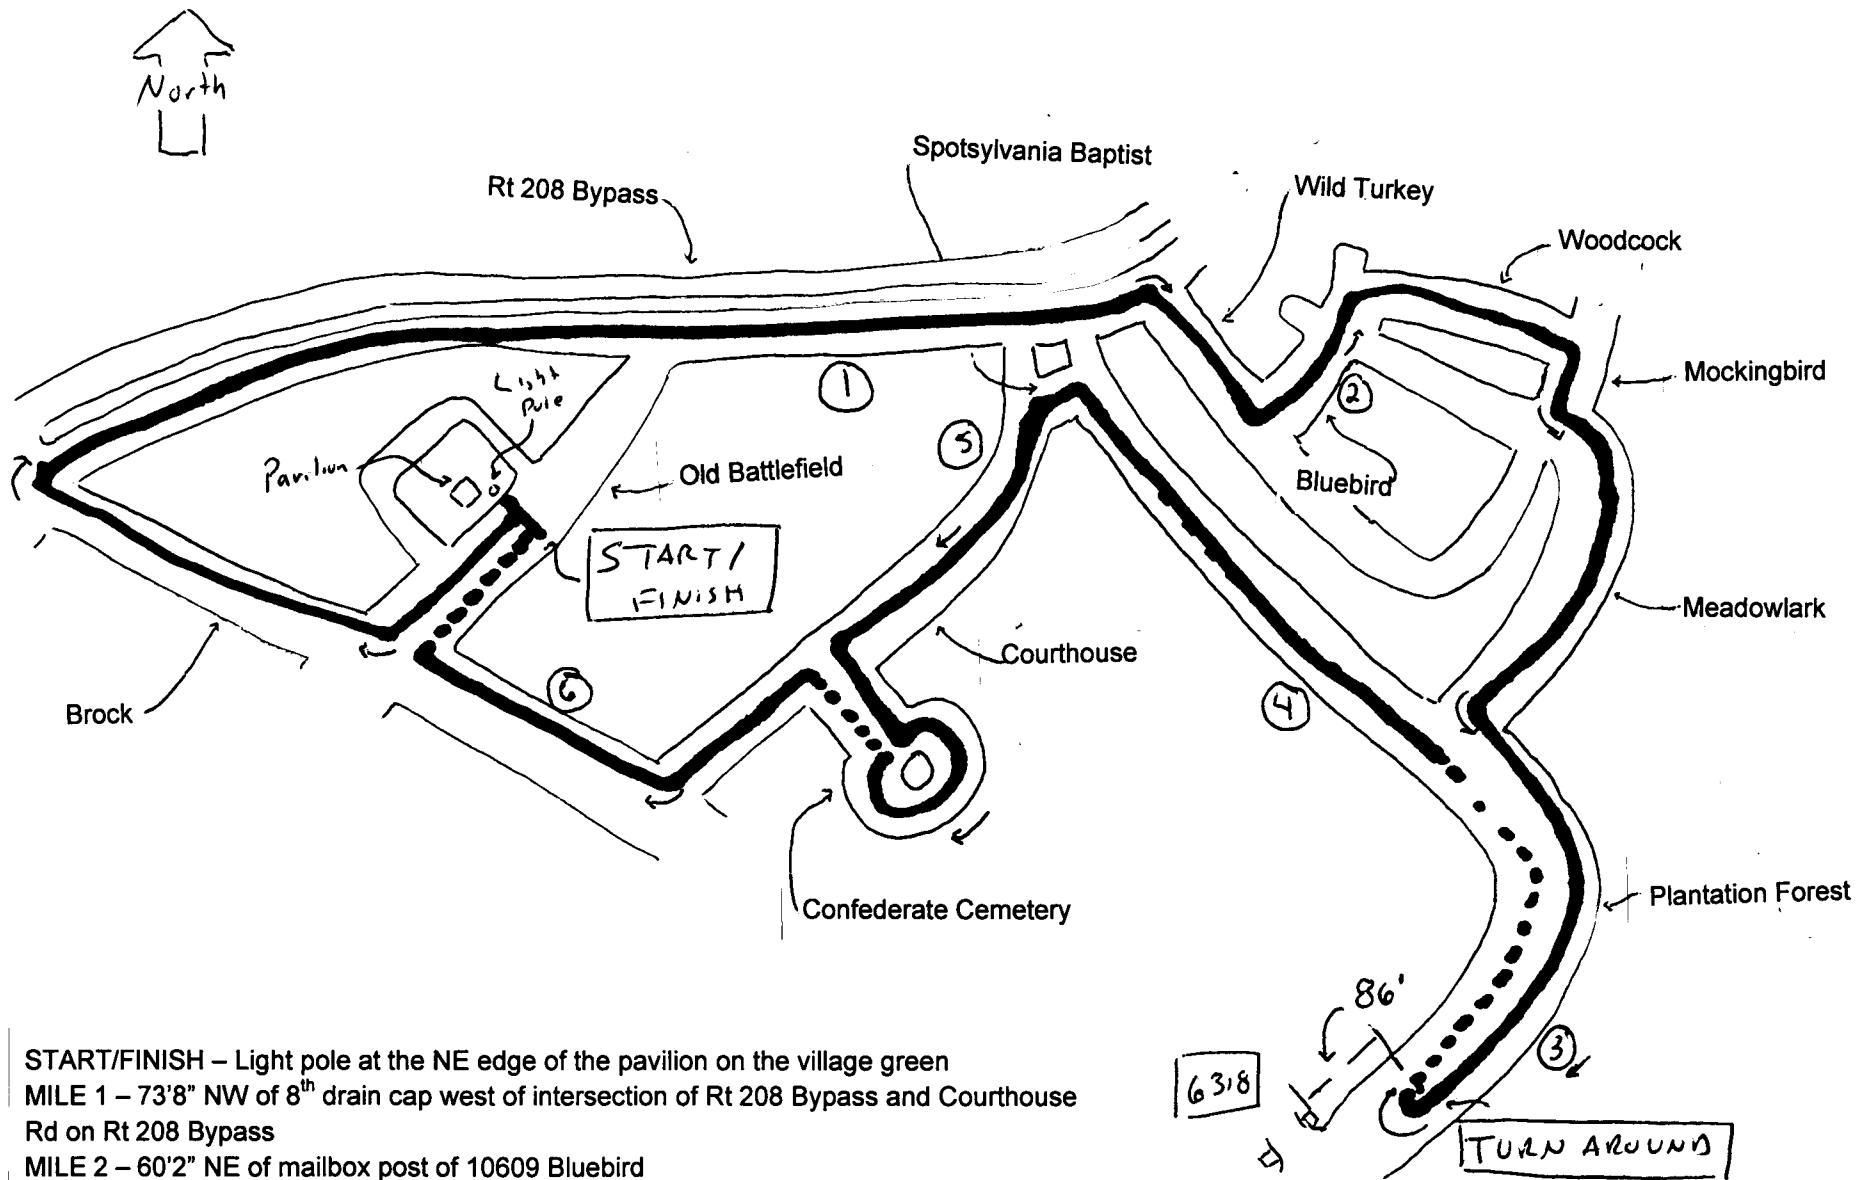 North
Spotsylvania Baptist
Rt 208 Bypass
Wild Turkey
Woodcock
Mockingbird
Light
Pole
1
2
5
Pavilion
Old Battlefield
Bluebird
START/
FINISH
Meadowlark
Courthouse
6
4
Brock
Plantation Forest
Confederate Cemetery
86'
3
6318
TURN AROUND
START/FINISH – Light pole at the NE edge of the pavilion on the village green
MILE 1 – 73'8" NW of 8th drain cap west of intersection of Rt 208 Bypass and Courthouse
Rd on Rt 208 Bypass
MILE 2 – 60'2" NE of mailbox post of 10609 Bluebird